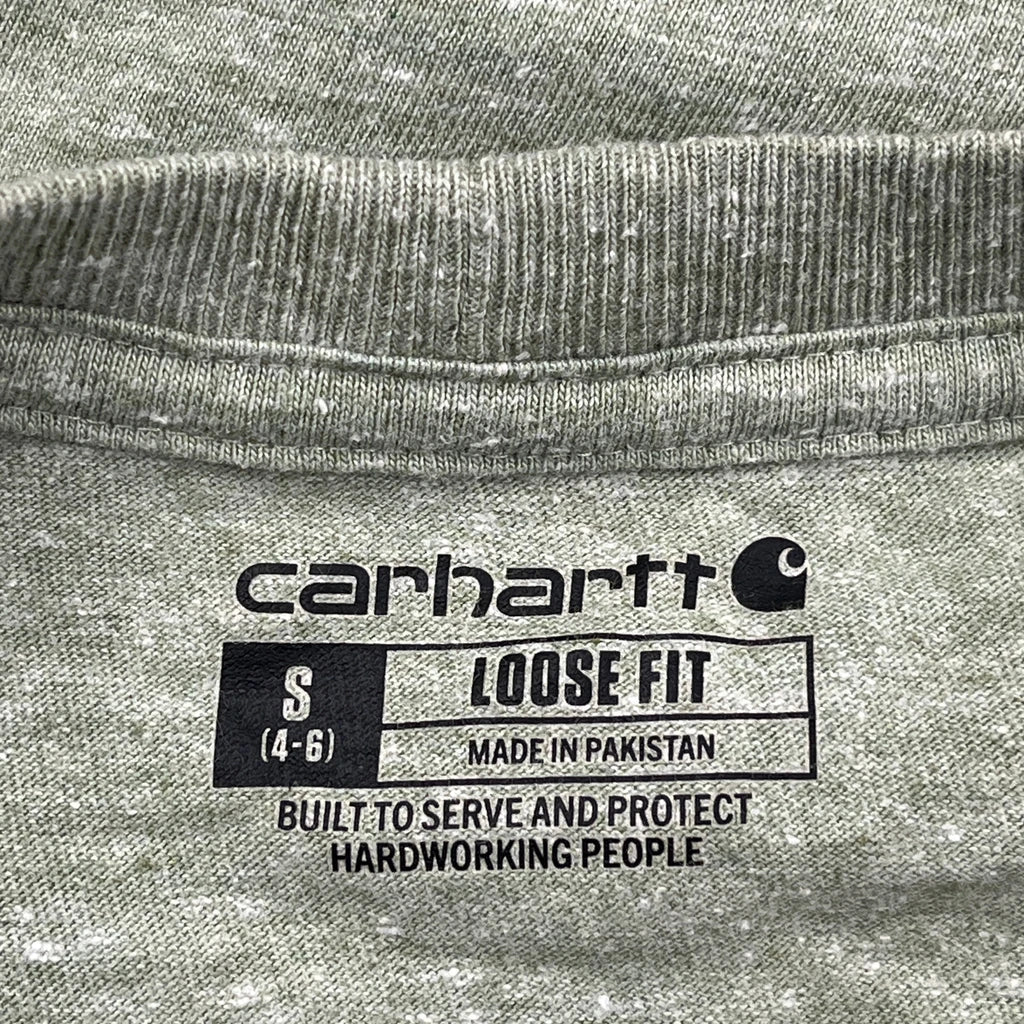 carhartt
S
(4-6)
LOOSE FIT
MADE IN PAKISTAN
BUILT TO SERVE AND PROTECT
HARDWORKING PEOPLE